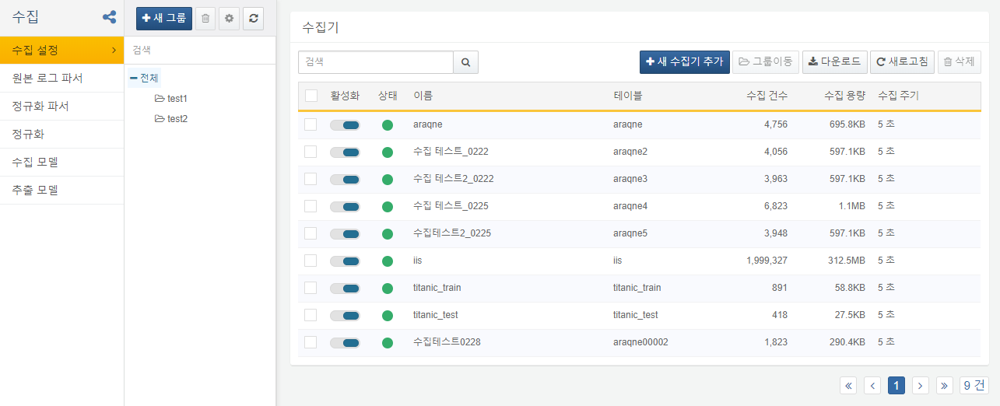 수집
수집 설정
원본 로그 파서
정규화 파서
정규화
수집 모델
추출 모델
새 그룹
검색
전체
test1
test2
수집기
검색
새 수집기 추가 그룹이동 다운로드 새로고침 삭제
활성화 상태 이름 테이블 수집 건수 수집 용량 수집 주기
araqne araqne 4,756 695.8KB 5 초
수집 테스트_0222 araqne2 4,056 597.1KB 5 초
수집 테스트2_0222 araqne3 3,963 597.1KB 5 초
수집 테스트_0225 araqne4 6,823 1.1MB 5 초
수집테스트2_0225 araqne5 3,948 597.1KB 5 초
iis iis 1,999,327 312.5MB 5 초
titanic_train titanic_train 891 58.8KB 5 초
titanic_test titanic_test 418 27.5KB 5 초
수집테스트0228 araqne00002 1,823 290.4KB 5 초
« ‹ 1 › » 9 건